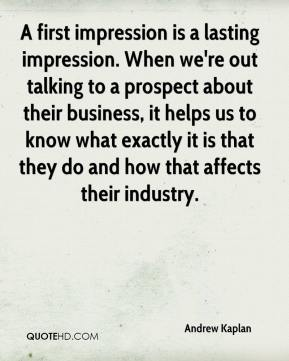 A first impression is a lasting
impression. When we're out
talking to a prospect about
their business, it helps us to
know what exactly it is that
they do and how that affects
their industry.
Andrew Kaplan
QUOTEHD.COM